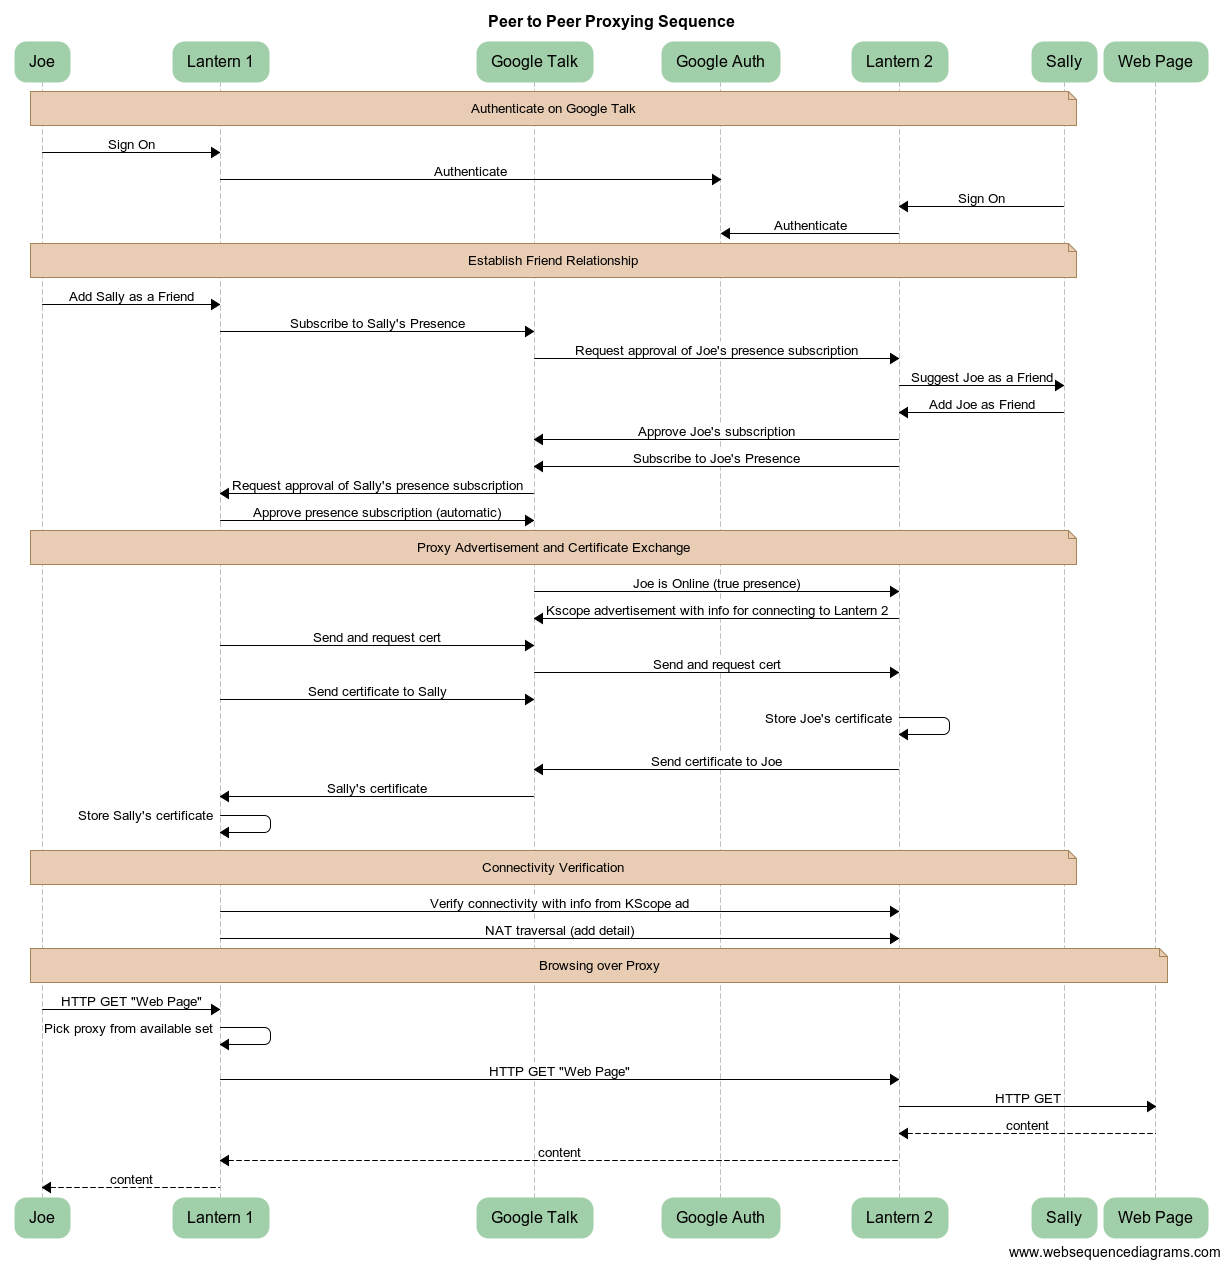 Peer to Peer Proxying Sequence
Joe Lantern 1 Google Talk Google Auth Lantern 2 Sally Web Page
Authenticate on Google Talk
Sign On
Authenticate
Sign On
Authenticate
Establish Friend Relationship
Add Sally as a Friend
Subscribe to Sally's Presence
Request approval of Joe's presence subscription
Suggest Joe as a Friend
Add Joe as Friend
Approve Joe's subscription
Subscribe to Joe's Presence
Request approval of Sally's presence subscription
Approve presence subscription (automatic)
Proxy Advertisement and Certificate Exchange
Joe is Online (true presence)
Kscope advertisement with info for connecting to Lantern 2
Send and request cert
Send and request cert
Send certificate to Sally
Store Joe's certificate
Send certificate to Joe
Sally's certificate
Store Sally's certificate
Connectivity Verification
Verify connectivity with info from KScope ad
NAT traversal (add detail)
Browsing over Proxy
HTTP GET "Web Page"
Pick proxy from available set
HTTP GET "Web Page"
HTTP GET
content
content
content
Joe Lantern 1 Google Talk Google Auth Lantern 2 Sally Web Page
www.websequencediagrams.com